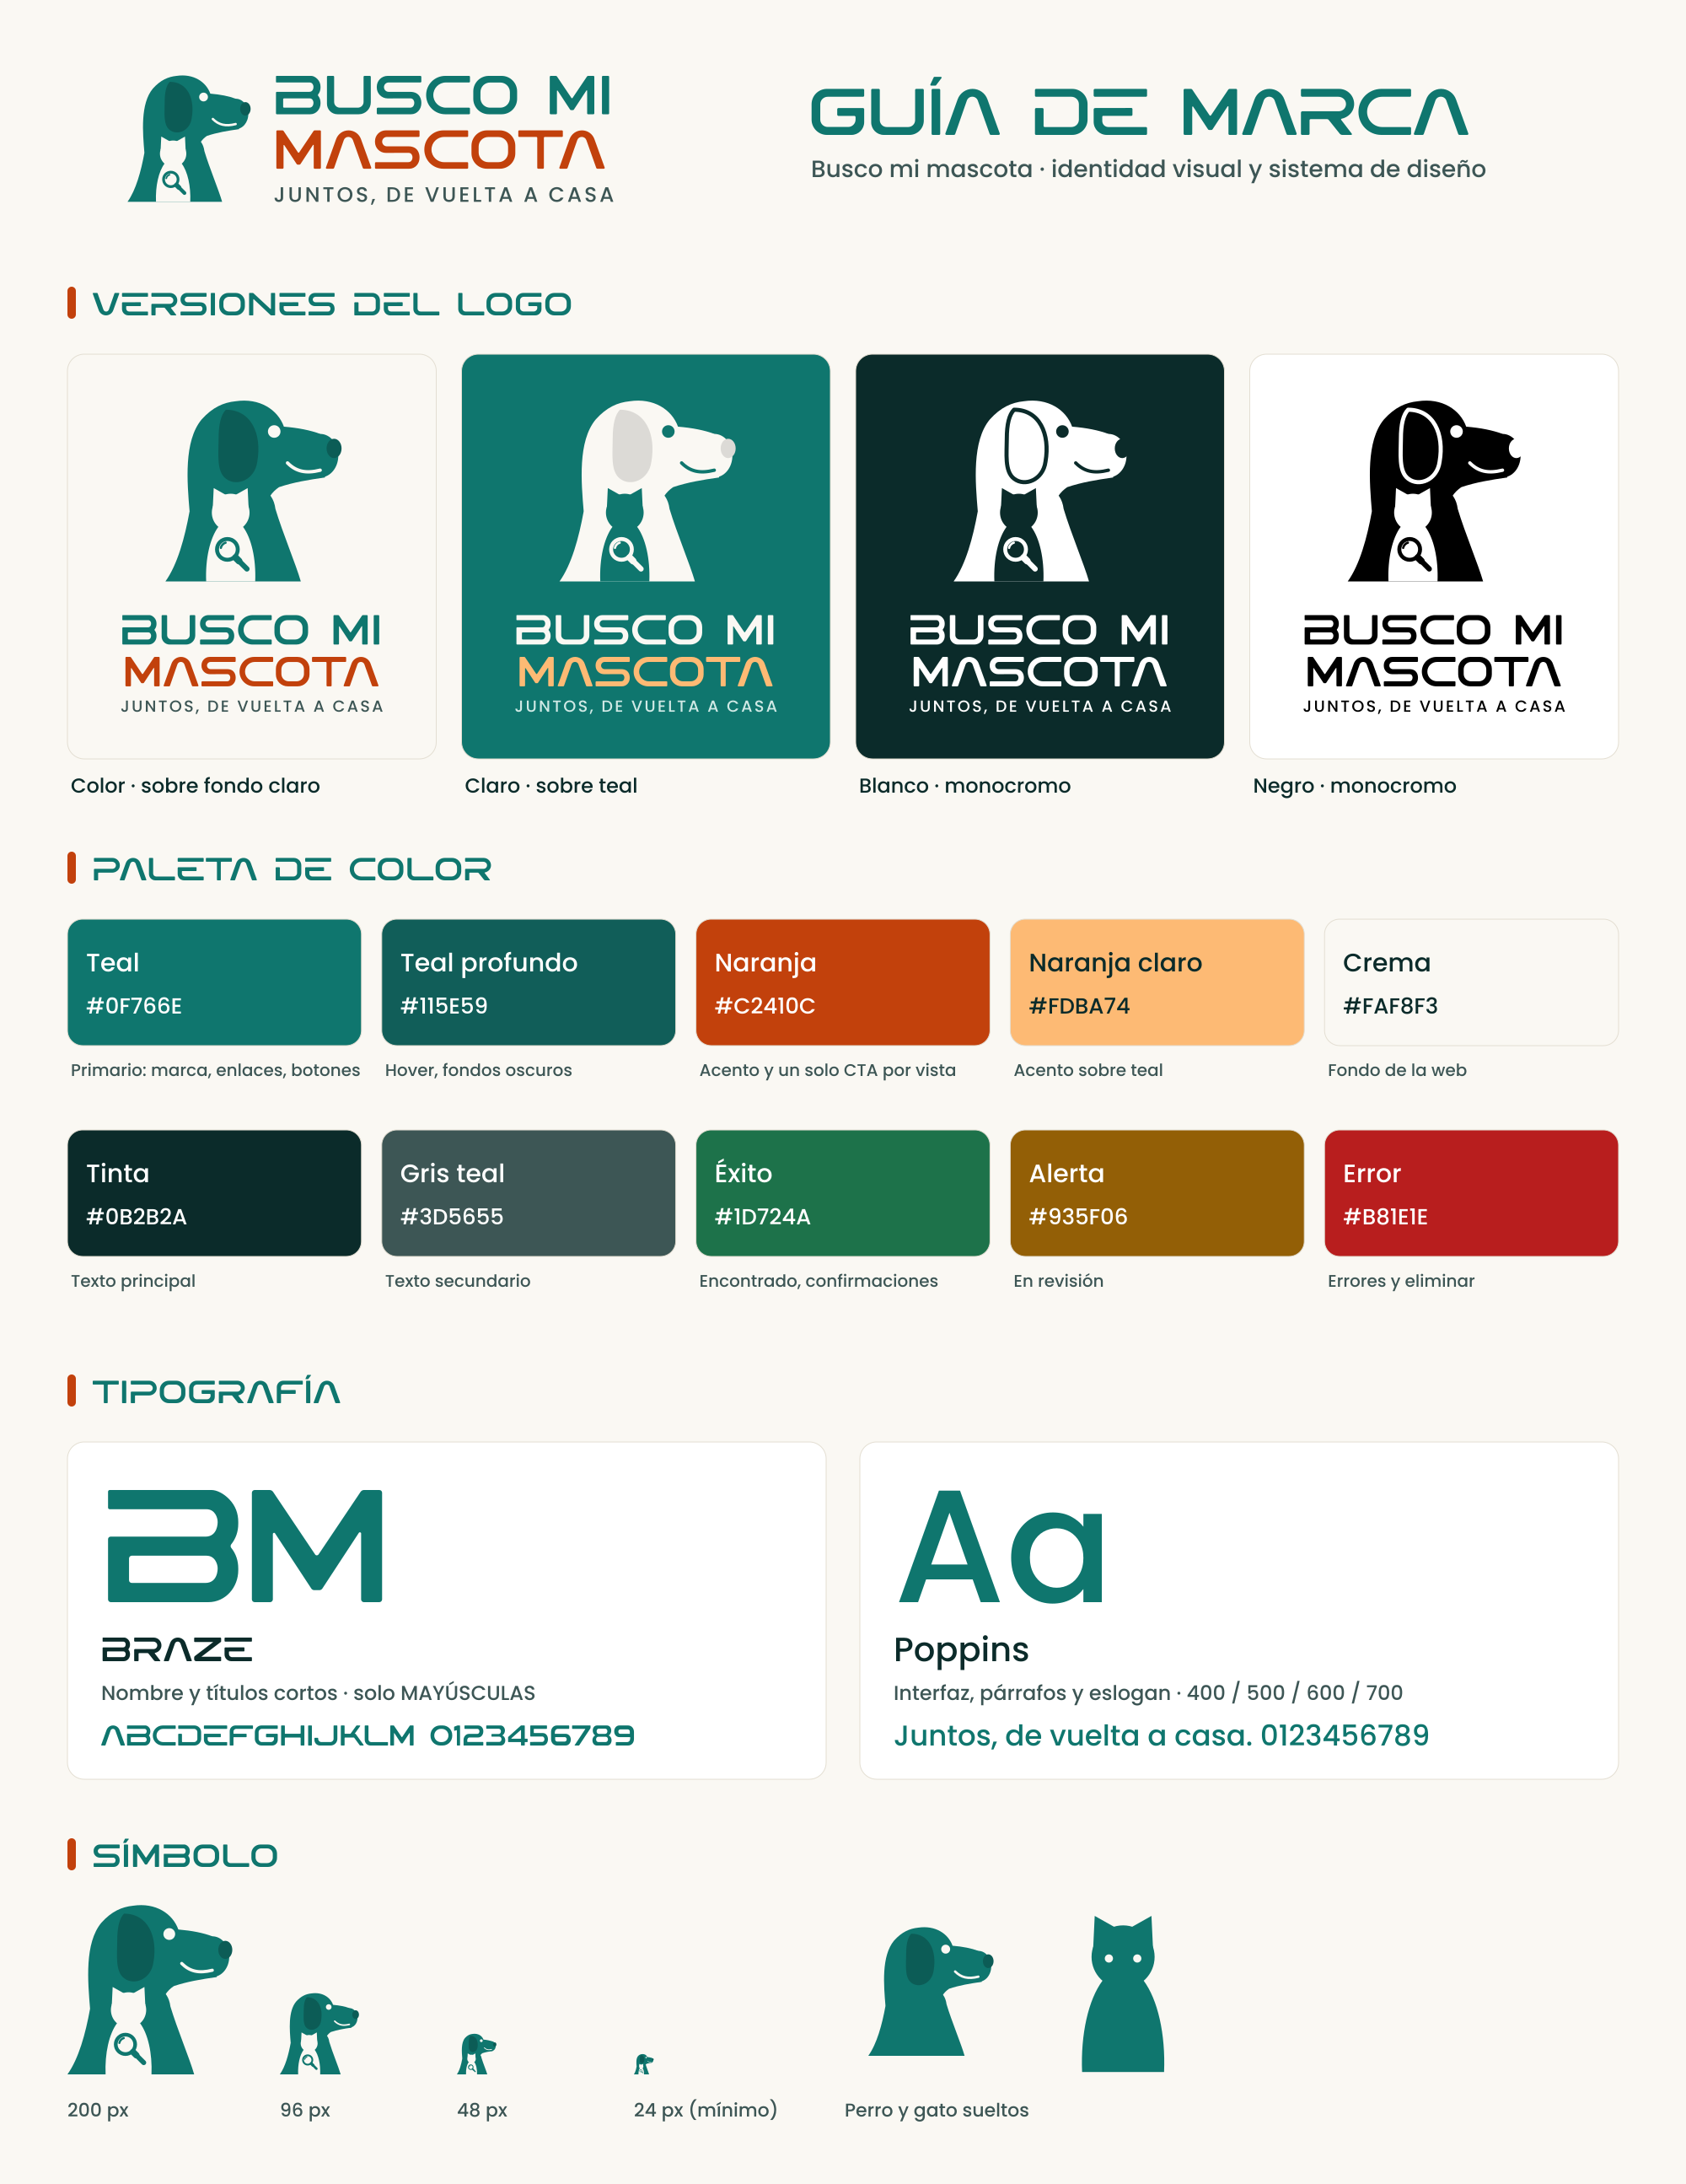 BUSCO MI
MASCOTA
JUNTOS, DE VUELTA A CASA
GUÍA DE MARCA
Busco mi mascota · identidad visual y sistema de diseño
VERSIONES DEL LOGO
BUSCO MI
MASCOTA
JUNTOS, DE VUELTA A CASA
Color · sobre fondo claro
BUSCO MI
MASCOTA
JUNTOS, DE VUELTA A CASA
Claro · sobre teal
BUSCO MI
MASCOTA
JUNTOS, DE VUELTA A CASA
Blanco · monocromo
BUSCO MI
MASCOTA
JUNTOS, DE VUELTA A CASA
Negro · monocromo
PALETA DE COLOR
Teal
#0F766E
Primario: marca, enlaces, botones
Teal profundo
#115E59
Hover, fondos oscuros
Naranja
#C2410C
Acento y un solo CTA por vista
Naranja claro
#FDBA74
Acento sobre teal
Crema
#FAF8F3
Fondo de la web
Tinta
#0B2B2A
Texto principal
Gris teal
#3D5655
Texto secundario
Éxito
#1D724A
Encontrado, confirmaciones
Alerta
#935F06
En revisión
Error
#B81E1E
Errores y eliminar
TIPOGRAFÍA
BM
BRAZE
Nombre y títulos cortos · solo MAYÚSCULAS
ABCDEFGHIJKLM 0123456789
Aa
Poppins
Interfaz, párrafos y eslogan · 400 / 500 / 600 / 700
Juntos, de vuelta a casa. 0123456789
SÍMBOLO
200 px
96 px
48 px
24 px (mínimo)
Perro y gato sueltos